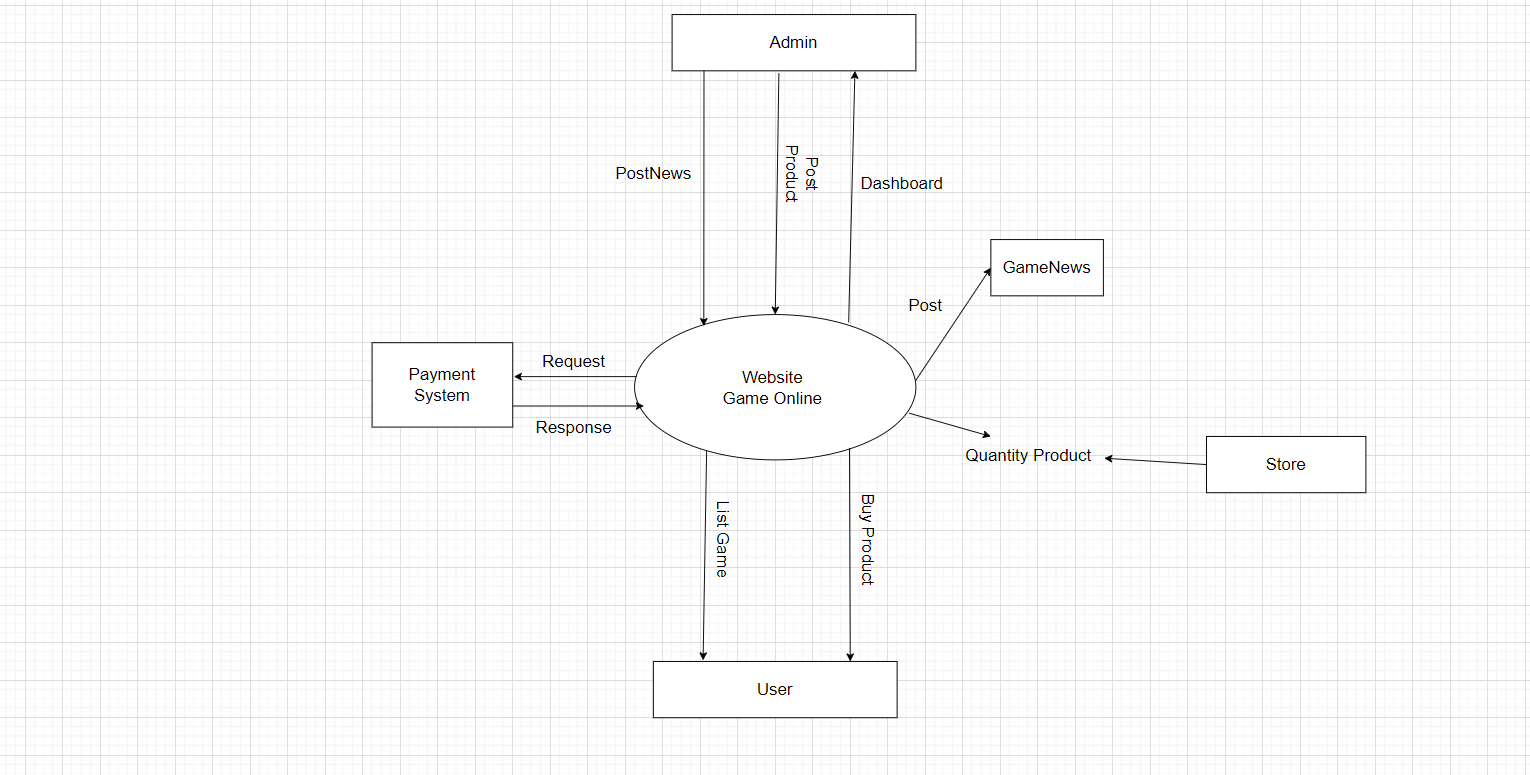 Admin
PostNews
Post
Product
Dashboard
GameNews
Post
Payment
System
Request
Response
Website
Game Online
Quantity Product
Store
List Game
Buy Product
User